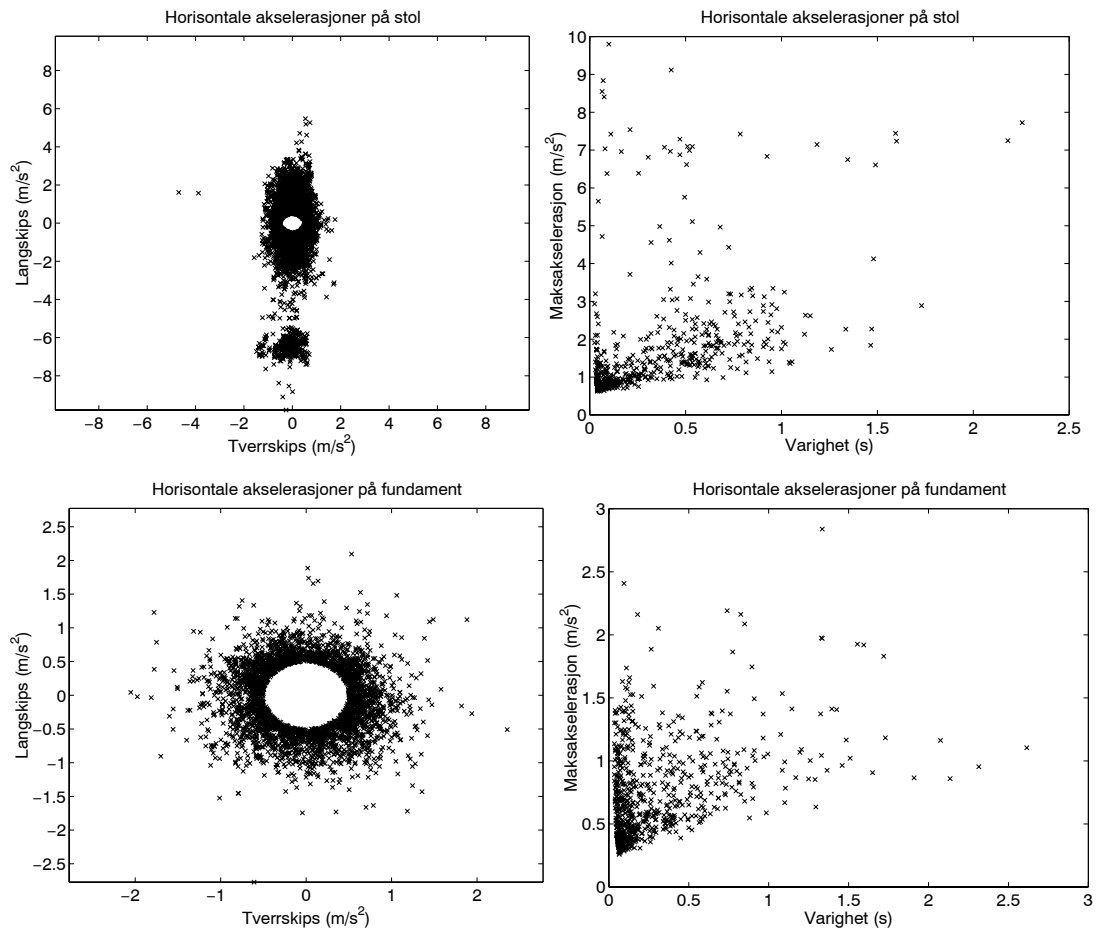 Horisontale akselerasjoner på stol
Langskips (m/s²)
8
6
4
2
0
−2
−4
−6
−8
−8 −6 −4 −2 0 2 4 6 8
Tverrskips (m/s²)
Horisontale akselerasjoner på stol
Maksakselerasjon (m/s²)
10
9
8
7
6
5
4
3
2
1
0
0 0.5 1 1.5 2 2.5
Varighet (s)
Horisontale akselerasjoner på fundament
Langskips (m/s²)
2.5
2
1.5
1
0.5
0
−0.5
−1
−1.5
−2
−2.5
−2 −1 0 1 2
Tverrskips (m/s²)
Horisontale akselerasjoner på fundament
Maksakselerasjon (m/s²)
3
2.5
2
1.5
1
0.5
0
0 0.5 1 1.5 2 2.5 3
Varighet (s)